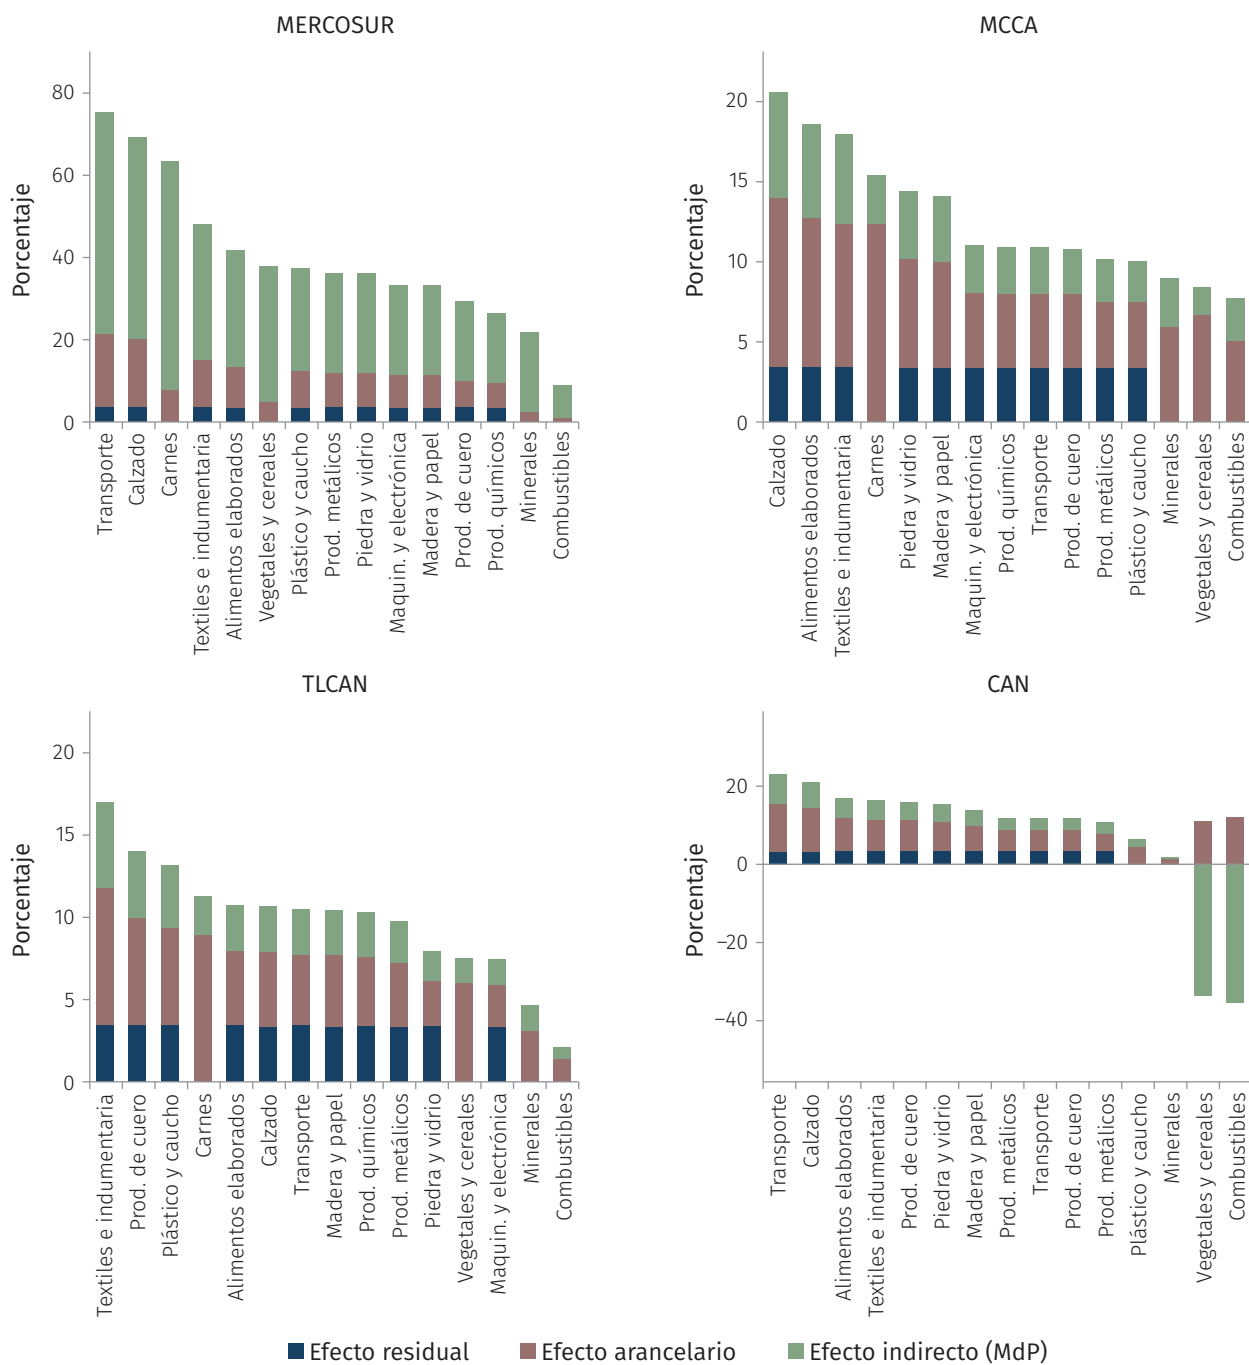 MERCOSUR
Porcentaje
80
60
40
20
0
Transporte
Calzado
Carnes
Textiles e indumentaria
Alimentos elaborados
Vegetales y cereales
Plástico y caucho
Prod. metálicos
Piedra y vidrio
Maquin. y electrónica
Madera y papel
Prod. de cuero
Prod. químicos
Minerales
Combustibles
MCCA
Porcentaje
20
15
10
5
0
Calzado
Alimentos elaborados
Textiles e indumentaria
Carnes
Piedra y vidrio
Madera y papel
Maquin. y electrónica
Prod. químicos
Transporte
Prod. de cuero
Prod. metálicos
Plástico y caucho
Minerales
Vegetales y cereales
Combustibles
TLCAN
Porcentaje
20
15
10
5
0
Textiles e indumentaria
Prod. de cuero
Plástico y caucho
Carnes
Alimentos elaborados
Calzado
Transporte
Madera y papel
Prod. químicos
Prod. metálicos
Piedra y vidrio
Vegetales y cereales
Maquin. y electrónica
Minerales
Combustibles
CAN
Porcentaje
20
0
−20
−40
Transporte
Calzado
Alimentos elaborados
Textiles e indumentaria
Prod. de cuero
Piedra y vidrio
Madera y papel
Prod. metálicos
Transporte
Prod. de cuero
Prod. metálicos
Plástico y caucho
Minerales
Vegetales y cereales
Combustibles
Efecto residual
Efecto arancelario
Efecto indirecto (MdP)